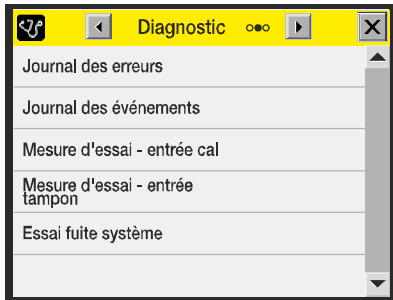 Diagnostic
Journal des erreurs
Journal des événements
Mesure d'essai - entrée cal
Mesure d'essai - entrée
tampon
Essai fuite système